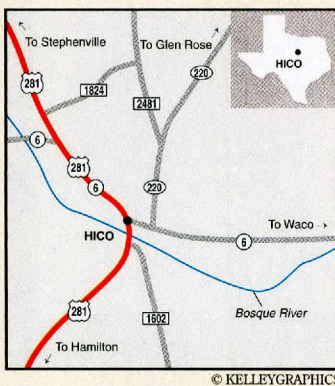 To Stephenville
To Glen Rose
HICO
281
1824
220
2481
6
281
6
220
HICO
To Waco
6
281
1602
Bosque River
To Hamilton
© KELLEYGRAPHICS